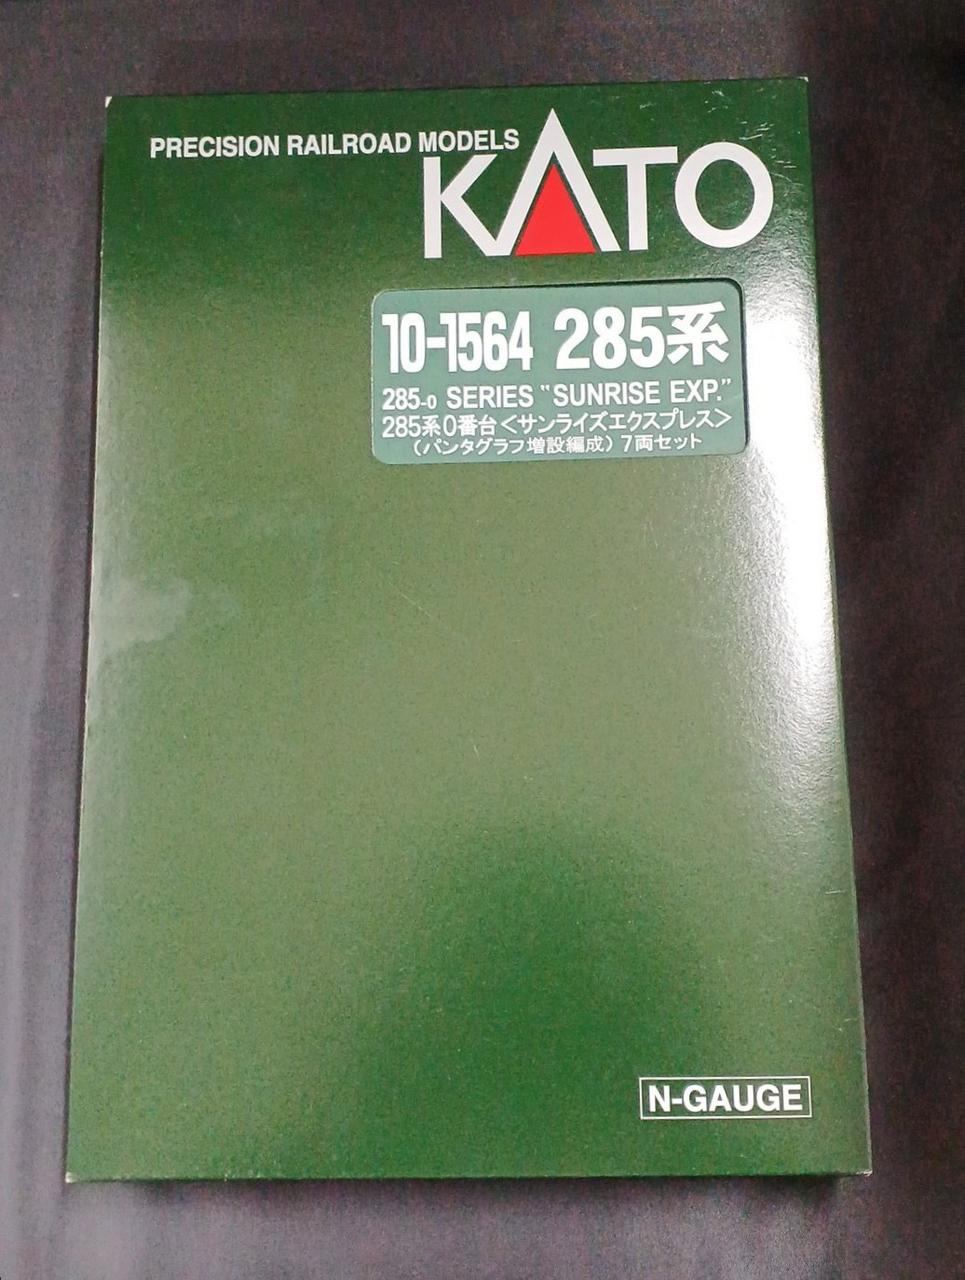 PRECISION RAILROAD MODELS
KATO
10-1564 285系
285-0 SERIES "SUNRISE EXP."
285系0番台<サンライズエクスプレス>
(パンタグラフ増設編成) 7両セット
N-GAUGE